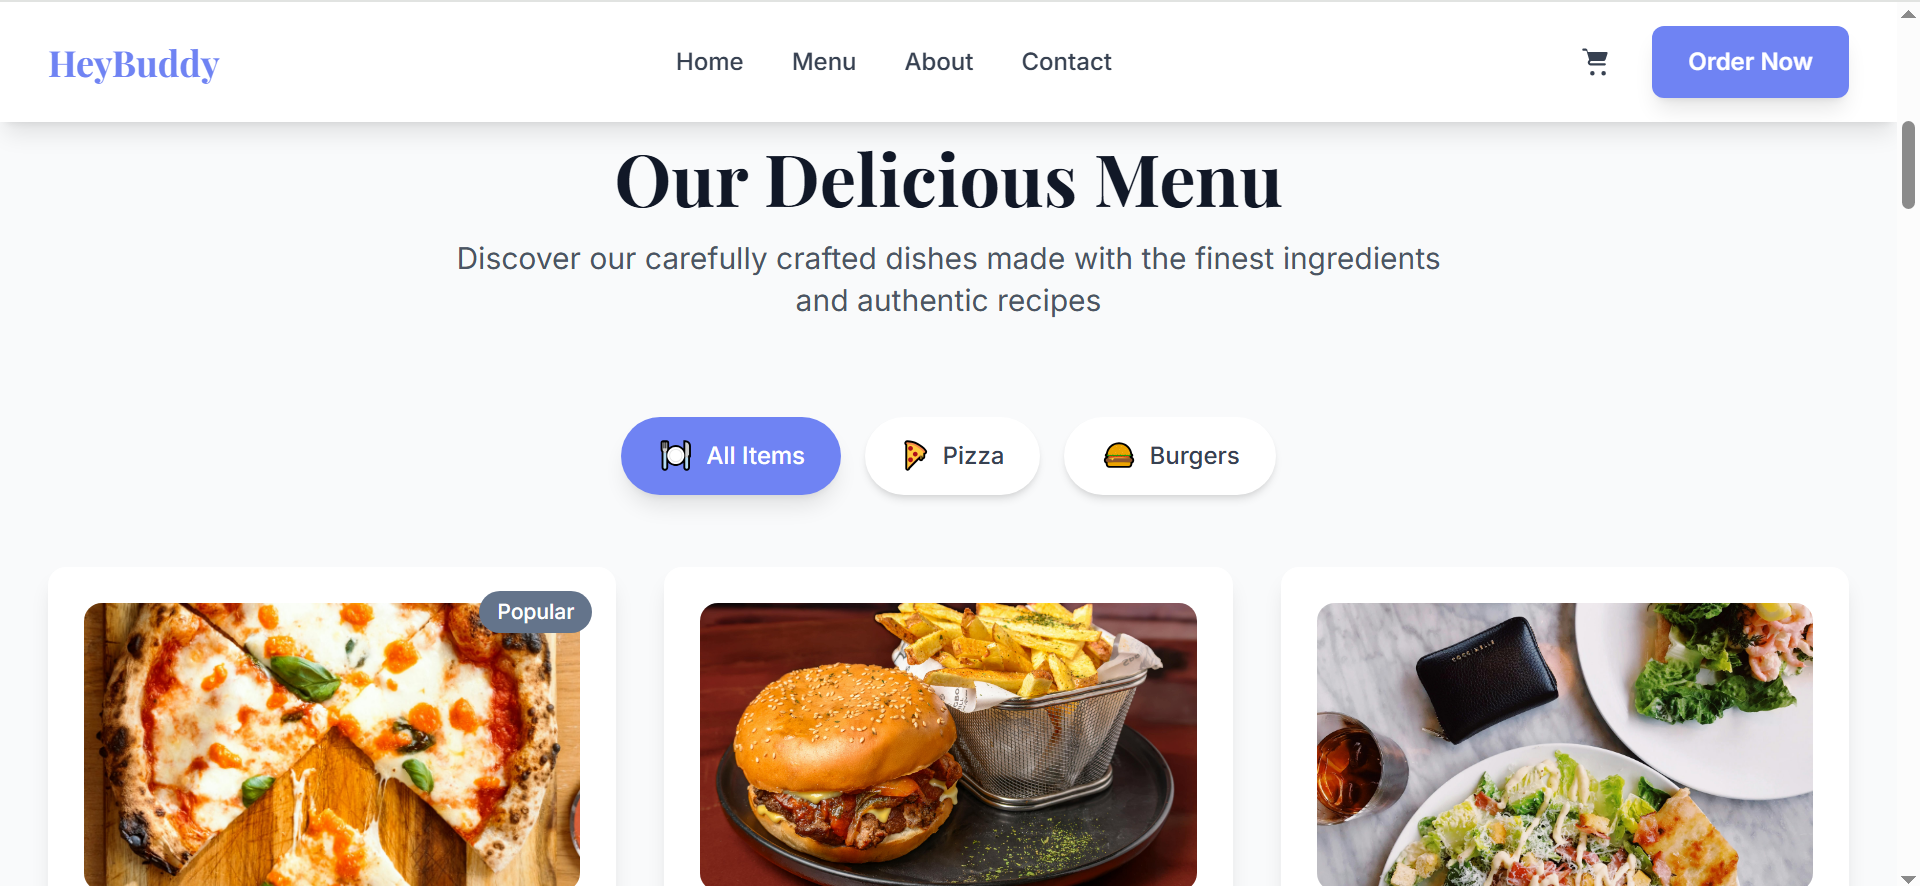 HeyBuddy
Home
Menu
About
Contact
Order Now
Our Delicious Menu
Discover our carefully crafted dishes made with the finest ingredients
and authentic recipes
All Items
Pizza
Burgers
Popular